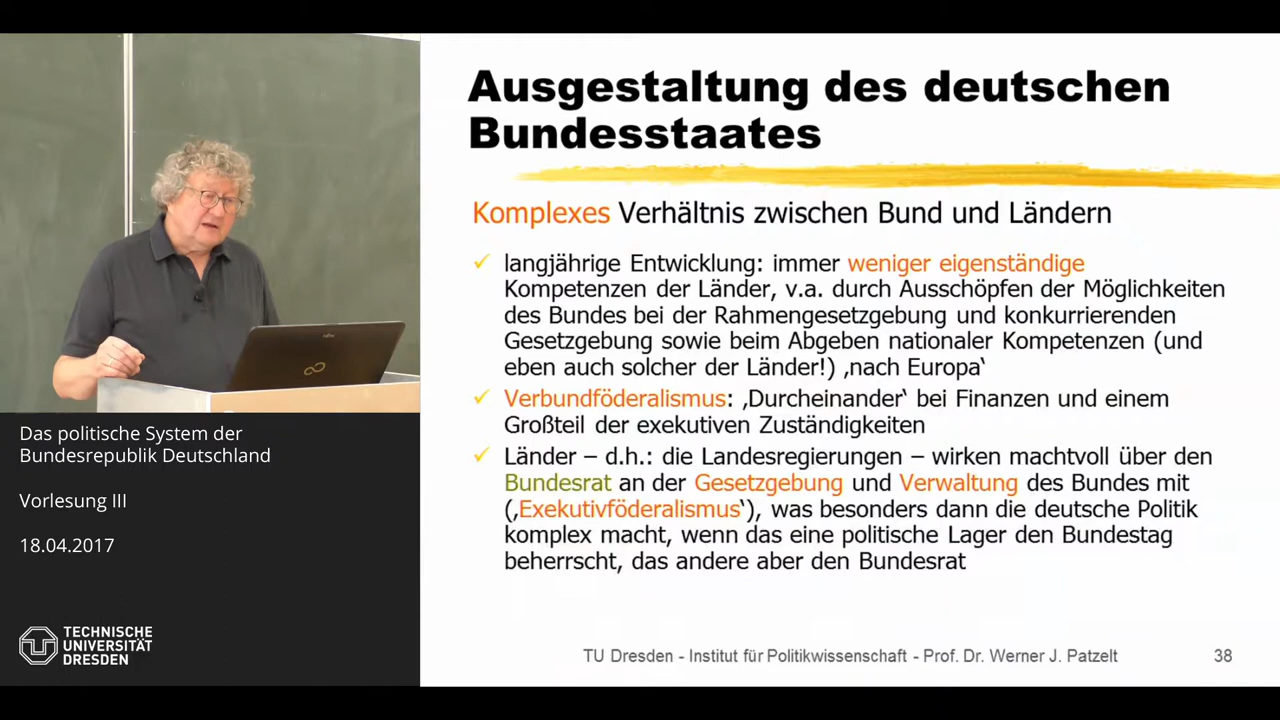 Ausgestaltung des deutschen
Bundesstaates
Komplexes Verhältnis zwischen Bund und Ländern
✓ langjährige Entwicklung: immer weniger eigenständige
Kompetenzen der Länder, v.a. durch Ausschöpfen der Möglichkeiten
des Bundes bei der Rahmengesetzgebung und konkurrierenden
Gesetzgebung sowie beim Abgeben nationaler Kompetenzen (und
eben auch solcher der Länder!) ‚nach Europa‘
✓ Verbundföderalismus: ‚Durcheinander‘ bei Finanzen und einem
Großteil der exekutiven Zuständigkeiten
✓ Länder – d.h.: die Landesregierungen – wirken machtvoll über den
Bundesrat an der Gesetzgebung und Verwaltung des Bundes mit
(‚Exekutivföderalismus‘), was besonders dann die deutsche Politik
komplex macht, wenn das eine politische Lager den Bundestag
beherrscht, das andere aber den Bundesrat
TU Dresden - Institut für Politikwissenschaft - Prof. Dr. Werner J. Patzelt 38
Das politische System der
Bundesrepublik Deutschland
Vorlesung III
18.04.2017
TECHNISCHE
UNIVERSITÄT
DRESDEN